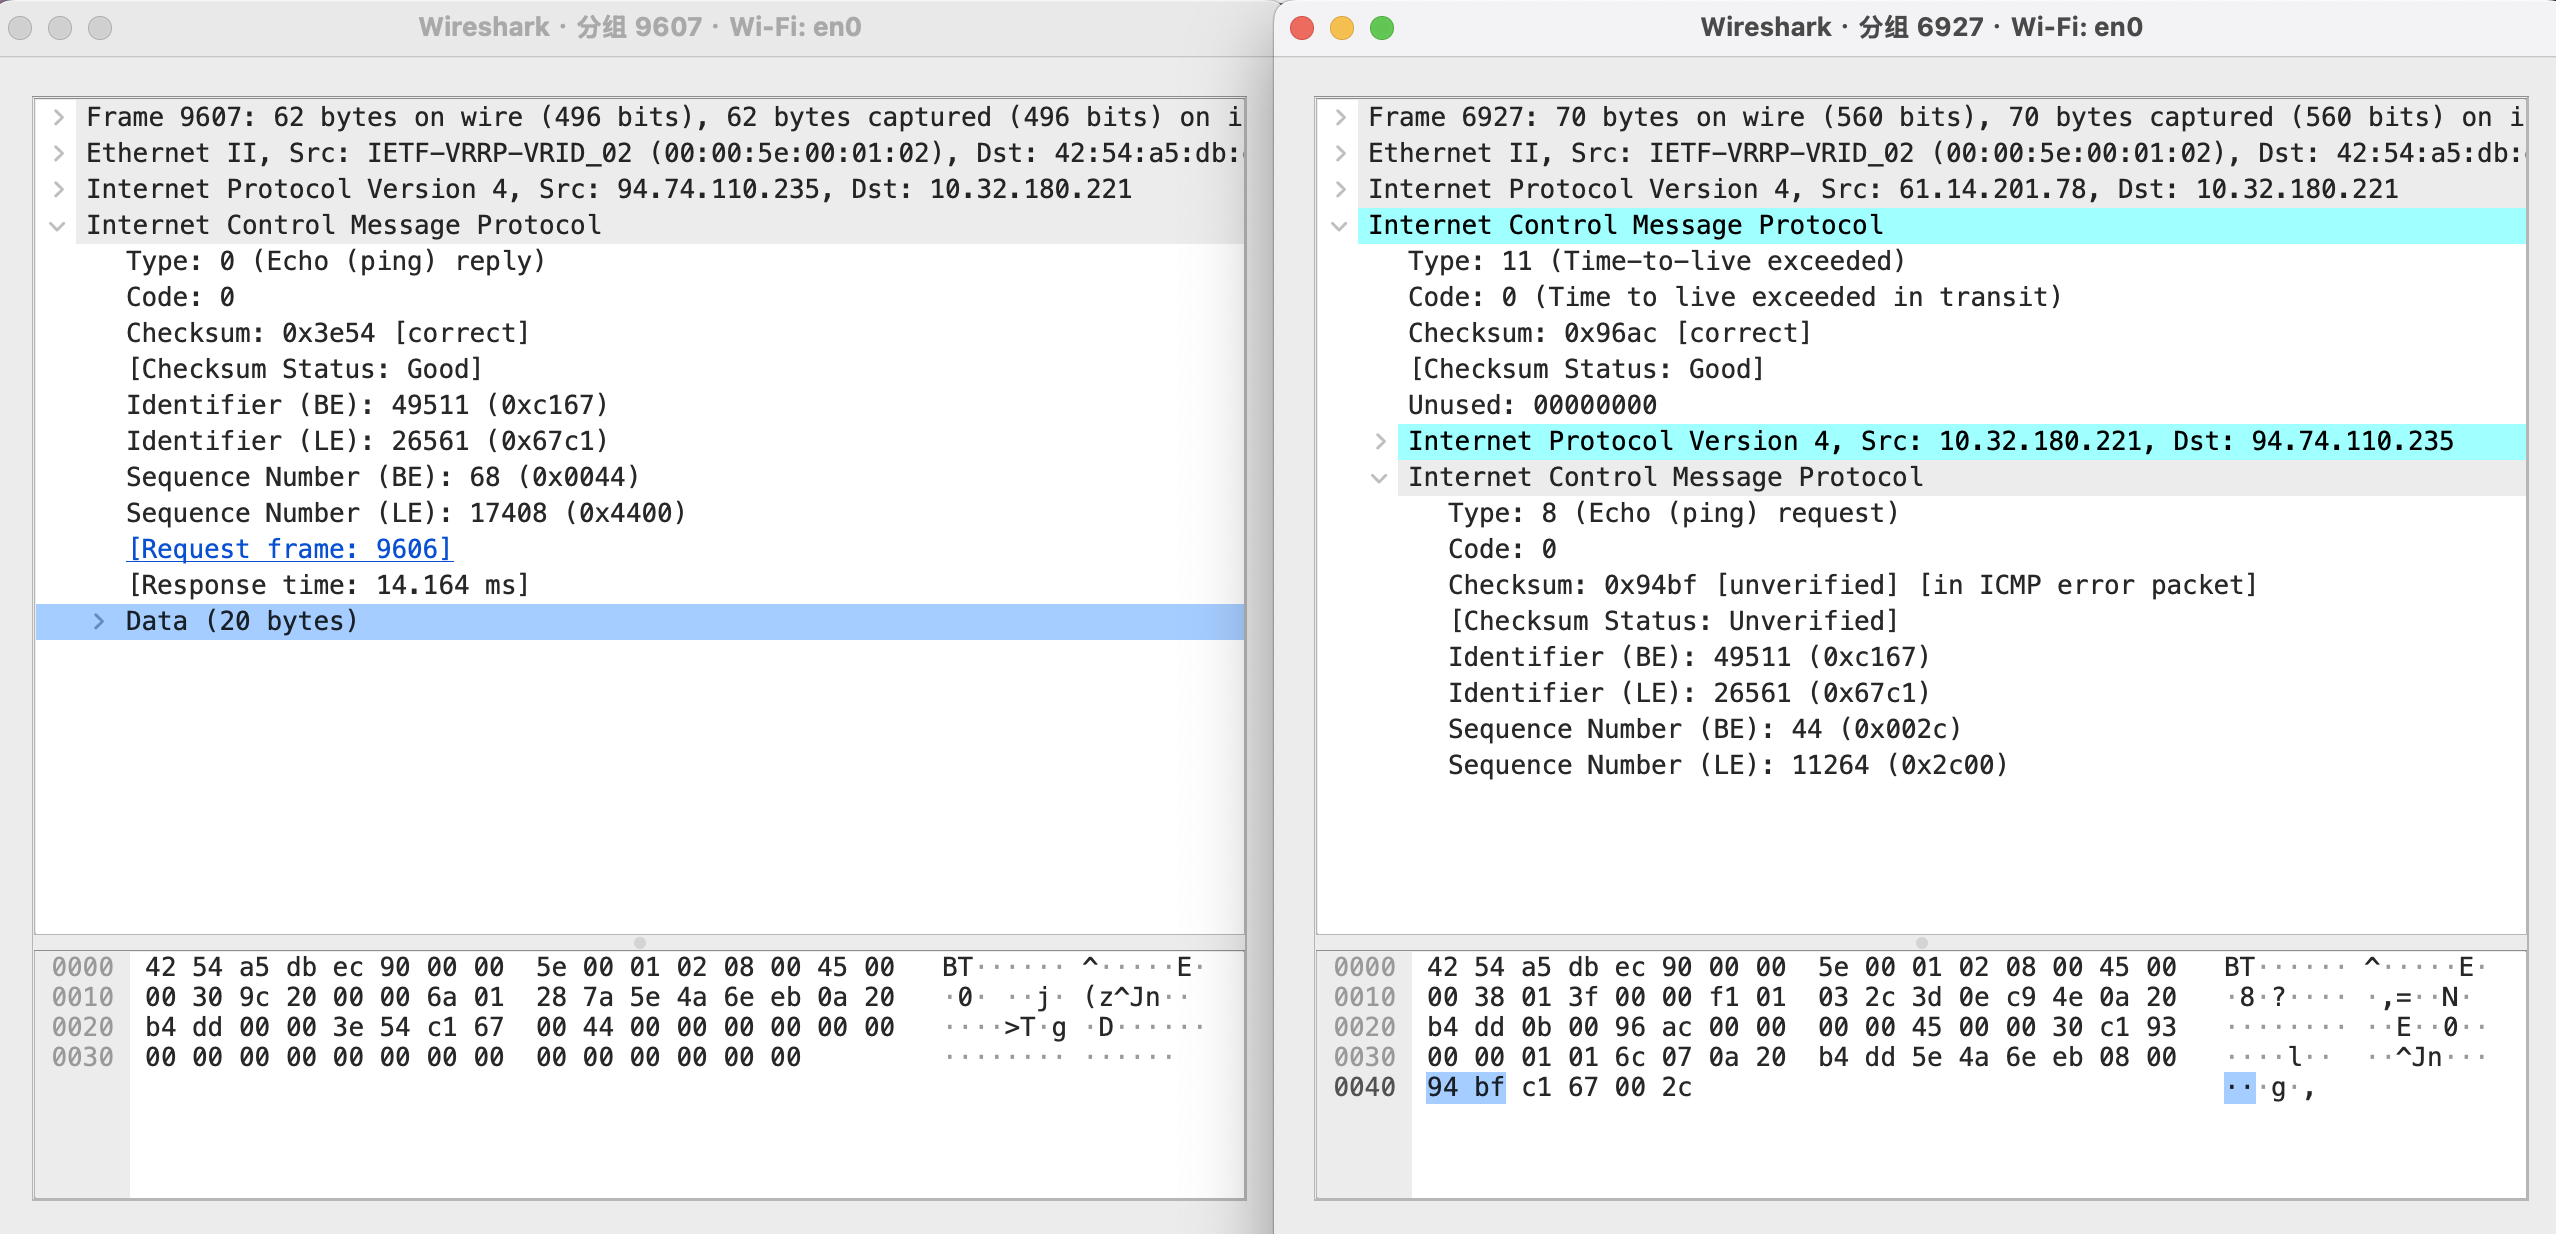 Wireshark · 分组 9607 · Wi-Fi: en0
Frame 9607: 62 bytes on wire (496 bits), 62 bytes captured (496 bits) on i
Ethernet II, Src: IETF-VRRP-VRID_02 (00:00:5e:00:01:02), Dst: 42:54:a5:db:
Internet Protocol Version 4, Src: 94.74.110.235, Dst: 10.32.180.221
Internet Control Message Protocol
Type: 0 (Echo (ping) reply)
Code: 0
Checksum: 0x3e54 [correct]
[Checksum Status: Good]
Identifier (BE): 49511 (0xc167)
Identifier (LE): 26561 (0x67c1)
Sequence Number (BE): 68 (0x0044)
Sequence Number (LE): 17408 (0x4400)
[Request frame: 9606]
[Response time: 14.164 ms]
Data (20 bytes)
0000 42 54 a5 db ec 90 00 00 5e 00 01 02 08 00 45 00 BT······ ^·····E·
0010 00 30 9c 20 00 00 6a 01 28 7a 5e 4a 6e eb 0a 20 ·0· ··j· (z^Jn··
0020 b4 dd 00 00 3e 54 c1 67 00 44 00 00 00 00 00 00 ····>T·g ·D······
0030 00 00 00 00 00 00 00 00 00 00 00 00 00 00 ········ ······
Wireshark · 分组 6927 · Wi-Fi: en0
Frame 6927: 70 bytes on wire (560 bits), 70 bytes captured (560 bits) on i
Ethernet II, Src: IETF-VRRP-VRID_02 (00:00:5e:00:01:02), Dst: 42:54:a5:db:
Internet Protocol Version 4, Src: 61.14.201.78, Dst: 10.32.180.221
Internet Control Message Protocol
Type: 11 (Time-to-live exceeded)
Code: 0 (Time to live exceeded in transit)
Checksum: 0x96ac [correct]
[Checksum Status: Good]
Unused: 00000000
Internet Protocol Version 4, Src: 10.32.180.221, Dst: 94.74.110.235
Internet Control Message Protocol
Type: 8 (Echo (ping) request)
Code: 0
Checksum: 0x94bf [unverified] [in ICMP error packet]
[Checksum Status: Unverified]
Identifier (BE): 49511 (0xc167)
Identifier (LE): 26561 (0x67c1)
Sequence Number (BE): 44 (0x002c)
Sequence Number (LE): 11264 (0x2c00)
0000 42 54 a5 db ec 90 00 00 5e 00 01 02 08 00 45 00 BT······ ^·····E·
0010 00 38 01 3f 00 00 f1 01 03 2c 3d 0e c9 4e 0a 20 ·8·?···· ·,=··N·
0020 b4 dd 0b 00 96 ac 00 00 00 00 45 00 00 30 c1 93 ········ ··E··0··
0030 00 00 01 01 6c 07 0a 20 b4 dd 5e 4a 6e eb 08 00 ····l·· ··^Jn···
0040 94 bf c1 67 00 2c ···g·,